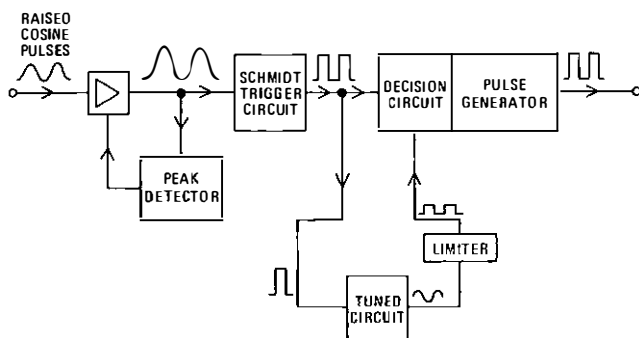 RAISEO
COSINE
PULSES
SCHMIDT
TRIGGER
CIRCUIT
DECISION
CIRCUIT
PULSE
GENERATOR
PEAK
DETECTOR
LIMITER
TUNED
CIRCUIT